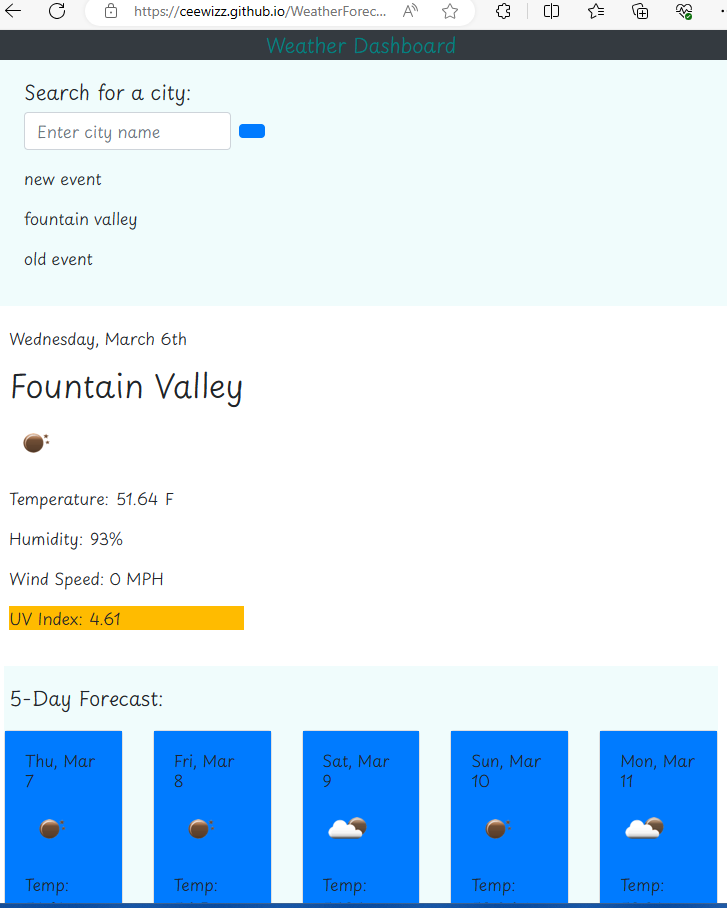 https://ceewizz.github.io/WeatherForec...
Weather Dashboard
Search for a city:
Enter city name
new event
fountain valley
old event
Wednesday, March 6th
Fountain Valley
Temperature: 51.64 F
Humidity: 93%
Wind Speed: 0 MPH
UV Index: 4.61
5-Day Forecast:
Thu, Mar
7
Fri, Mar
8
Sat, Mar
9
Sun, Mar
10
Mon, Mar
11
Temp:
Temp:
Temp:
Temp:
Temp: